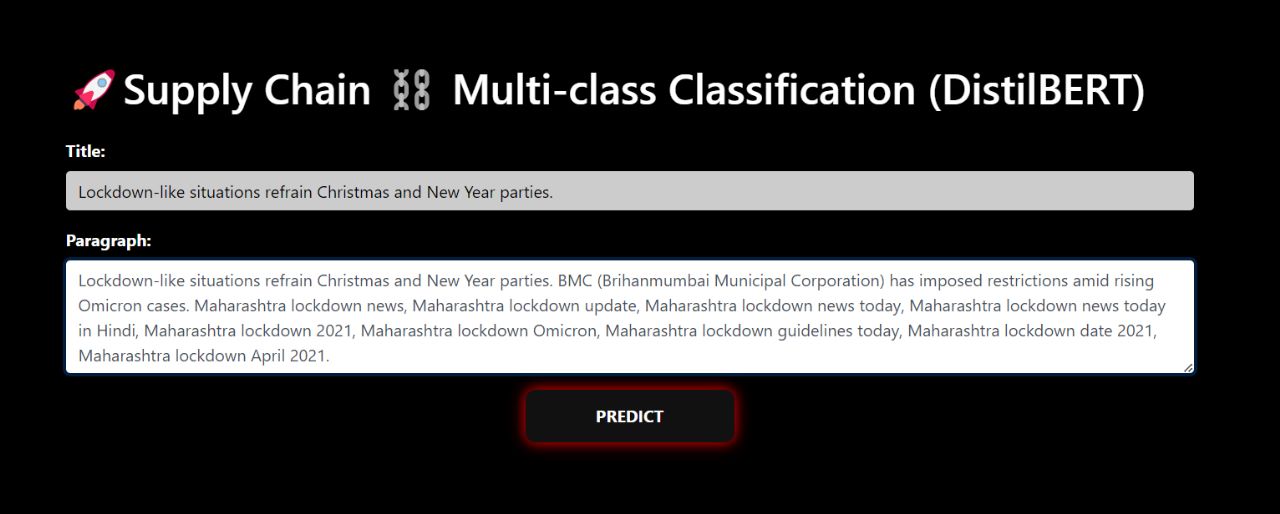 🚀Supply Chain ⛓ Multi-class Classification (DistilBERT)
Title:
Lockdown-like situations refrain Christmas and New Year parties.
Paragraph:
Lockdown-like situations refrain Christmas and New Year parties. BMC (Brihanmumbai Municipal Corporation) has imposed restrictions amid rising
Omicron cases. Maharashtra lockdown news, Maharashtra lockdown update, Maharashtra lockdown news today, Maharashtra lockdown news today
in Hindi, Maharashtra lockdown 2021, Maharashtra lockdown Omicron, Maharashtra lockdown guidelines today, Maharashtra lockdown date 2021,
Maharashtra lockdown April 2021.
PREDICT